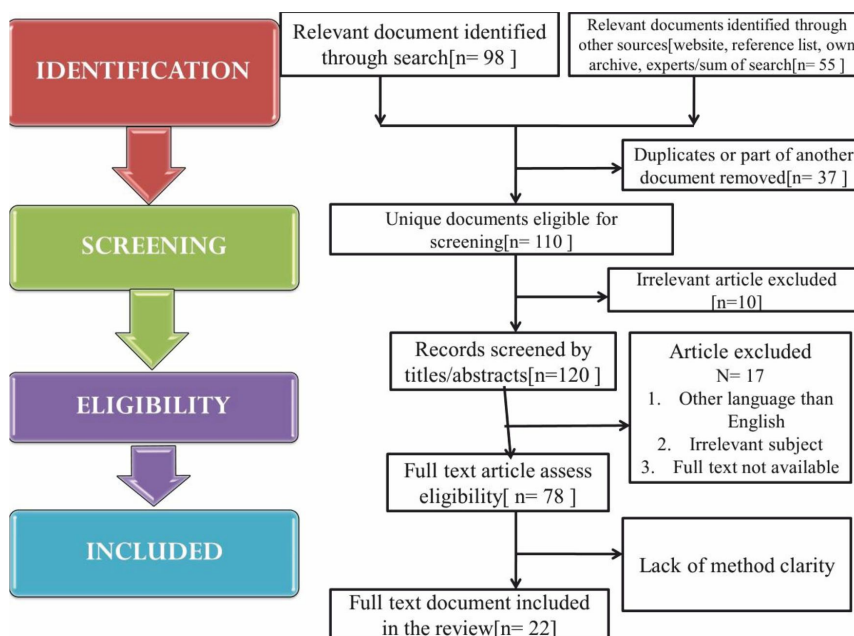 IDENTIFICATION
Relevant document identified
through search[n= 98 ]
Relevant documents identified through
other sources[website, reference list, own
archive, experts/sum of search[n= 55 ]
Duplicates or part of another
document removed[n= 37 ]
SCREENING
Unique documents eligible for
screening[n= 110 ]
Irrelevant article excluded
[n=10]
Records screened by
titles/abstracts[n=120 ]
Article excluded
N= 17
1. Other language than
English
2. Irrelevant subject
3. Full text not available
ELIGIBILITY
Full text article assess
eligibility[ n= 78 ]
INCLUDED
Lack of method clarity
Full text document included
in the review[n= 22]